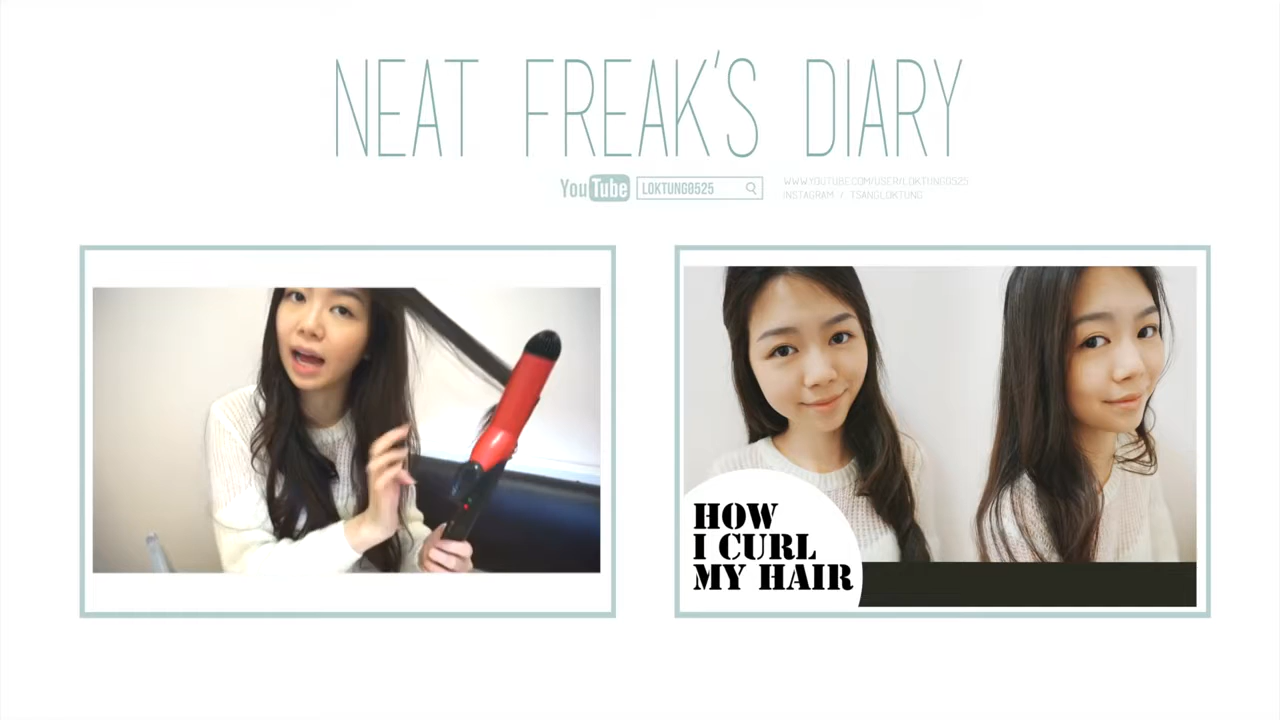 NEAT FREAK'S DIARY
YouTube LOKTUNG0525
WWW.YOUTUBE.COM/USER/LOKTUNG0525
INSTAGRAM / TSANGLOKTUNG
HOW
I CURL
MY HAIR